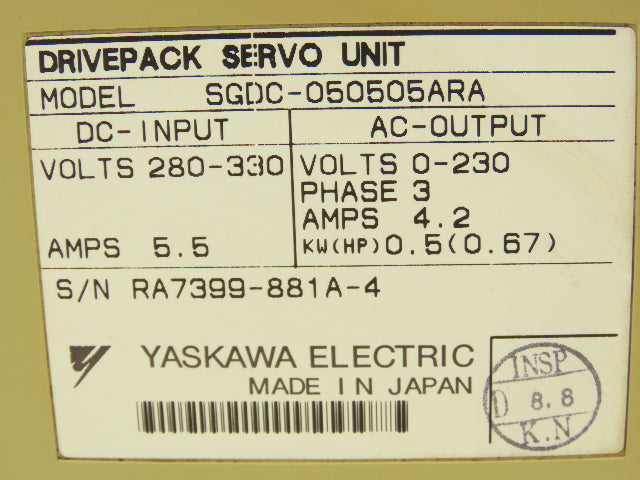 DRIVEPACK SERVO UNIT
MODEL SGDC-050505ARA
DC-INPUT AC-OUTPUT
VOLTS 280-330 VOLTS 0-230
PHASE 3
AMPS 4.2
AMPS 5.5 KW(HP) 0.5(0.67)
S/N RA7399-881A-4
YASKAWA ELECTRIC
MADE IN JAPAN
INSP
D 8.8
K.N